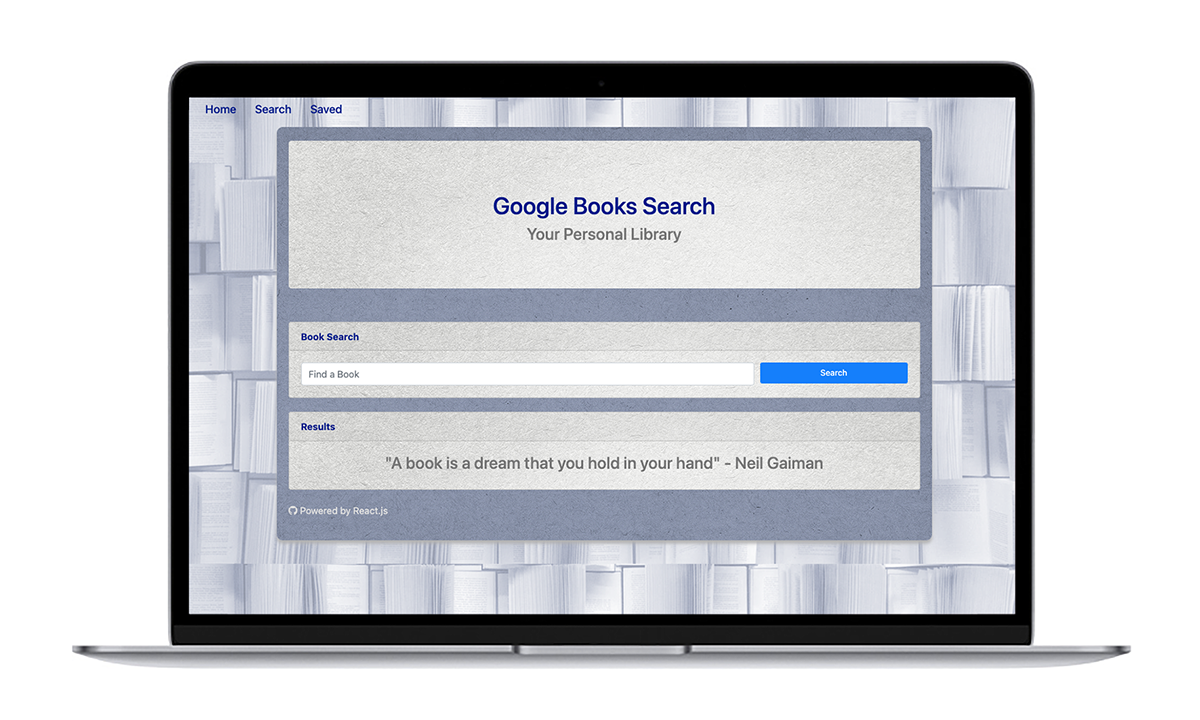 Home Search Saved
Google Books Search
Your Personal Library
Book Search
Find a Book Search
Results
"A book is a dream that you hold in your hand" - Neil Gaiman
Powered by React.js